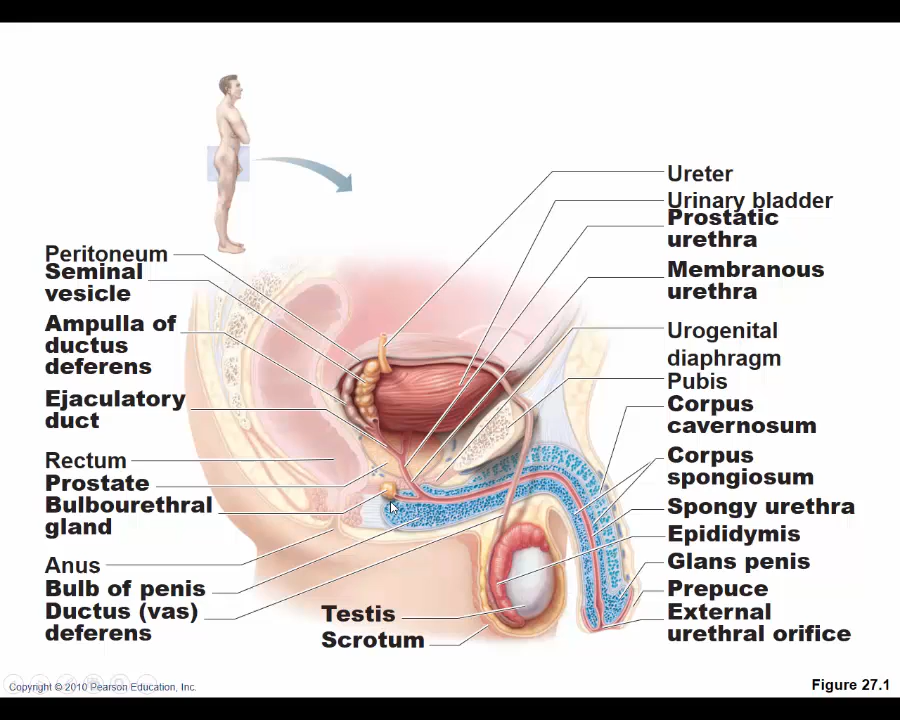 Peritoneum
Seminal
vesicle
Ampulla of
ductus
deferens
Ejaculatory
duct
Rectum
Prostate
Bulbourethral
gland
Anus
Bulb of penis
Ductus (vas)
deferens
Testis
Scrotum
Ureter
Urinary bladder
Prostatic
urethra
Membranous
urethra
Urogenital
diaphragm
Pubis
Corpus
cavernosum
Corpus
spongiosum
Spongy urethra
Epididymis
Glans penis
Prepuce
External
urethral orifice
Copyright © 2010 Pearson Education, Inc.
Figure 27.1